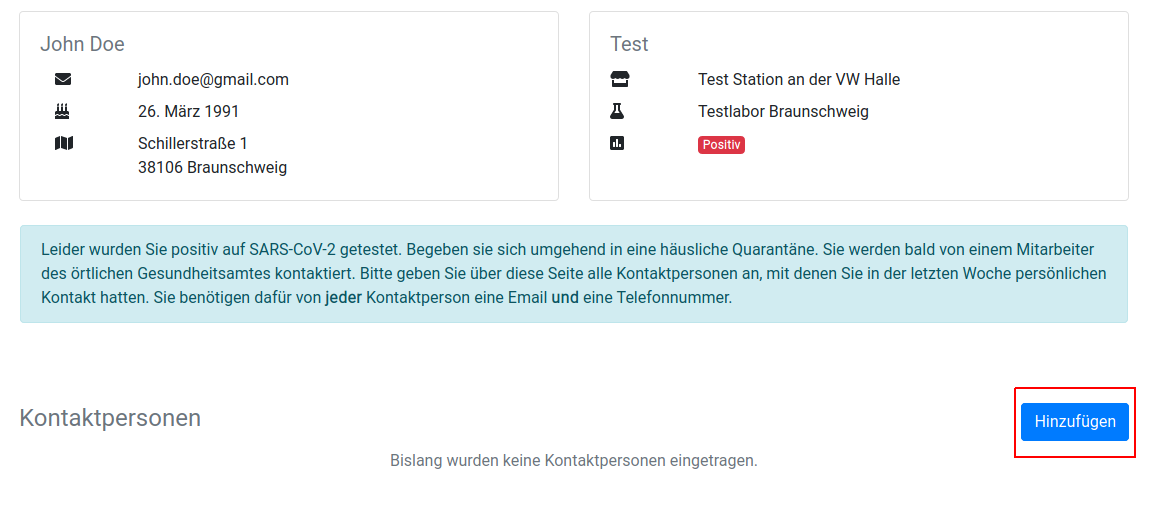 John Doe
john.doe@gmail.com
26. März 1991
Schillerstraße 1
38106 Braunschweig
Test
Test Station an der VW Halle
Testlabor Braunschweig
Positiv
Leider wurden Sie positiv auf SARS-CoV-2 getestet. Begeben sie sich umgehend in eine häusliche Quarantäne. Sie werden bald von einem Mitarbeiter
des örtlichen Gesundheitsamtes kontaktiert. Bitte geben Sie über diese Seite alle Kontaktpersonen an, mit denen Sie in der letzten Woche persönlichen
Kontakt hatten. Sie benötigen dafür von jeder Kontaktperson eine Email und eine Telefonnummer.
Kontaktpersonen
Hinzufügen
Bislang wurden keine Kontaktpersonen eingetragen.